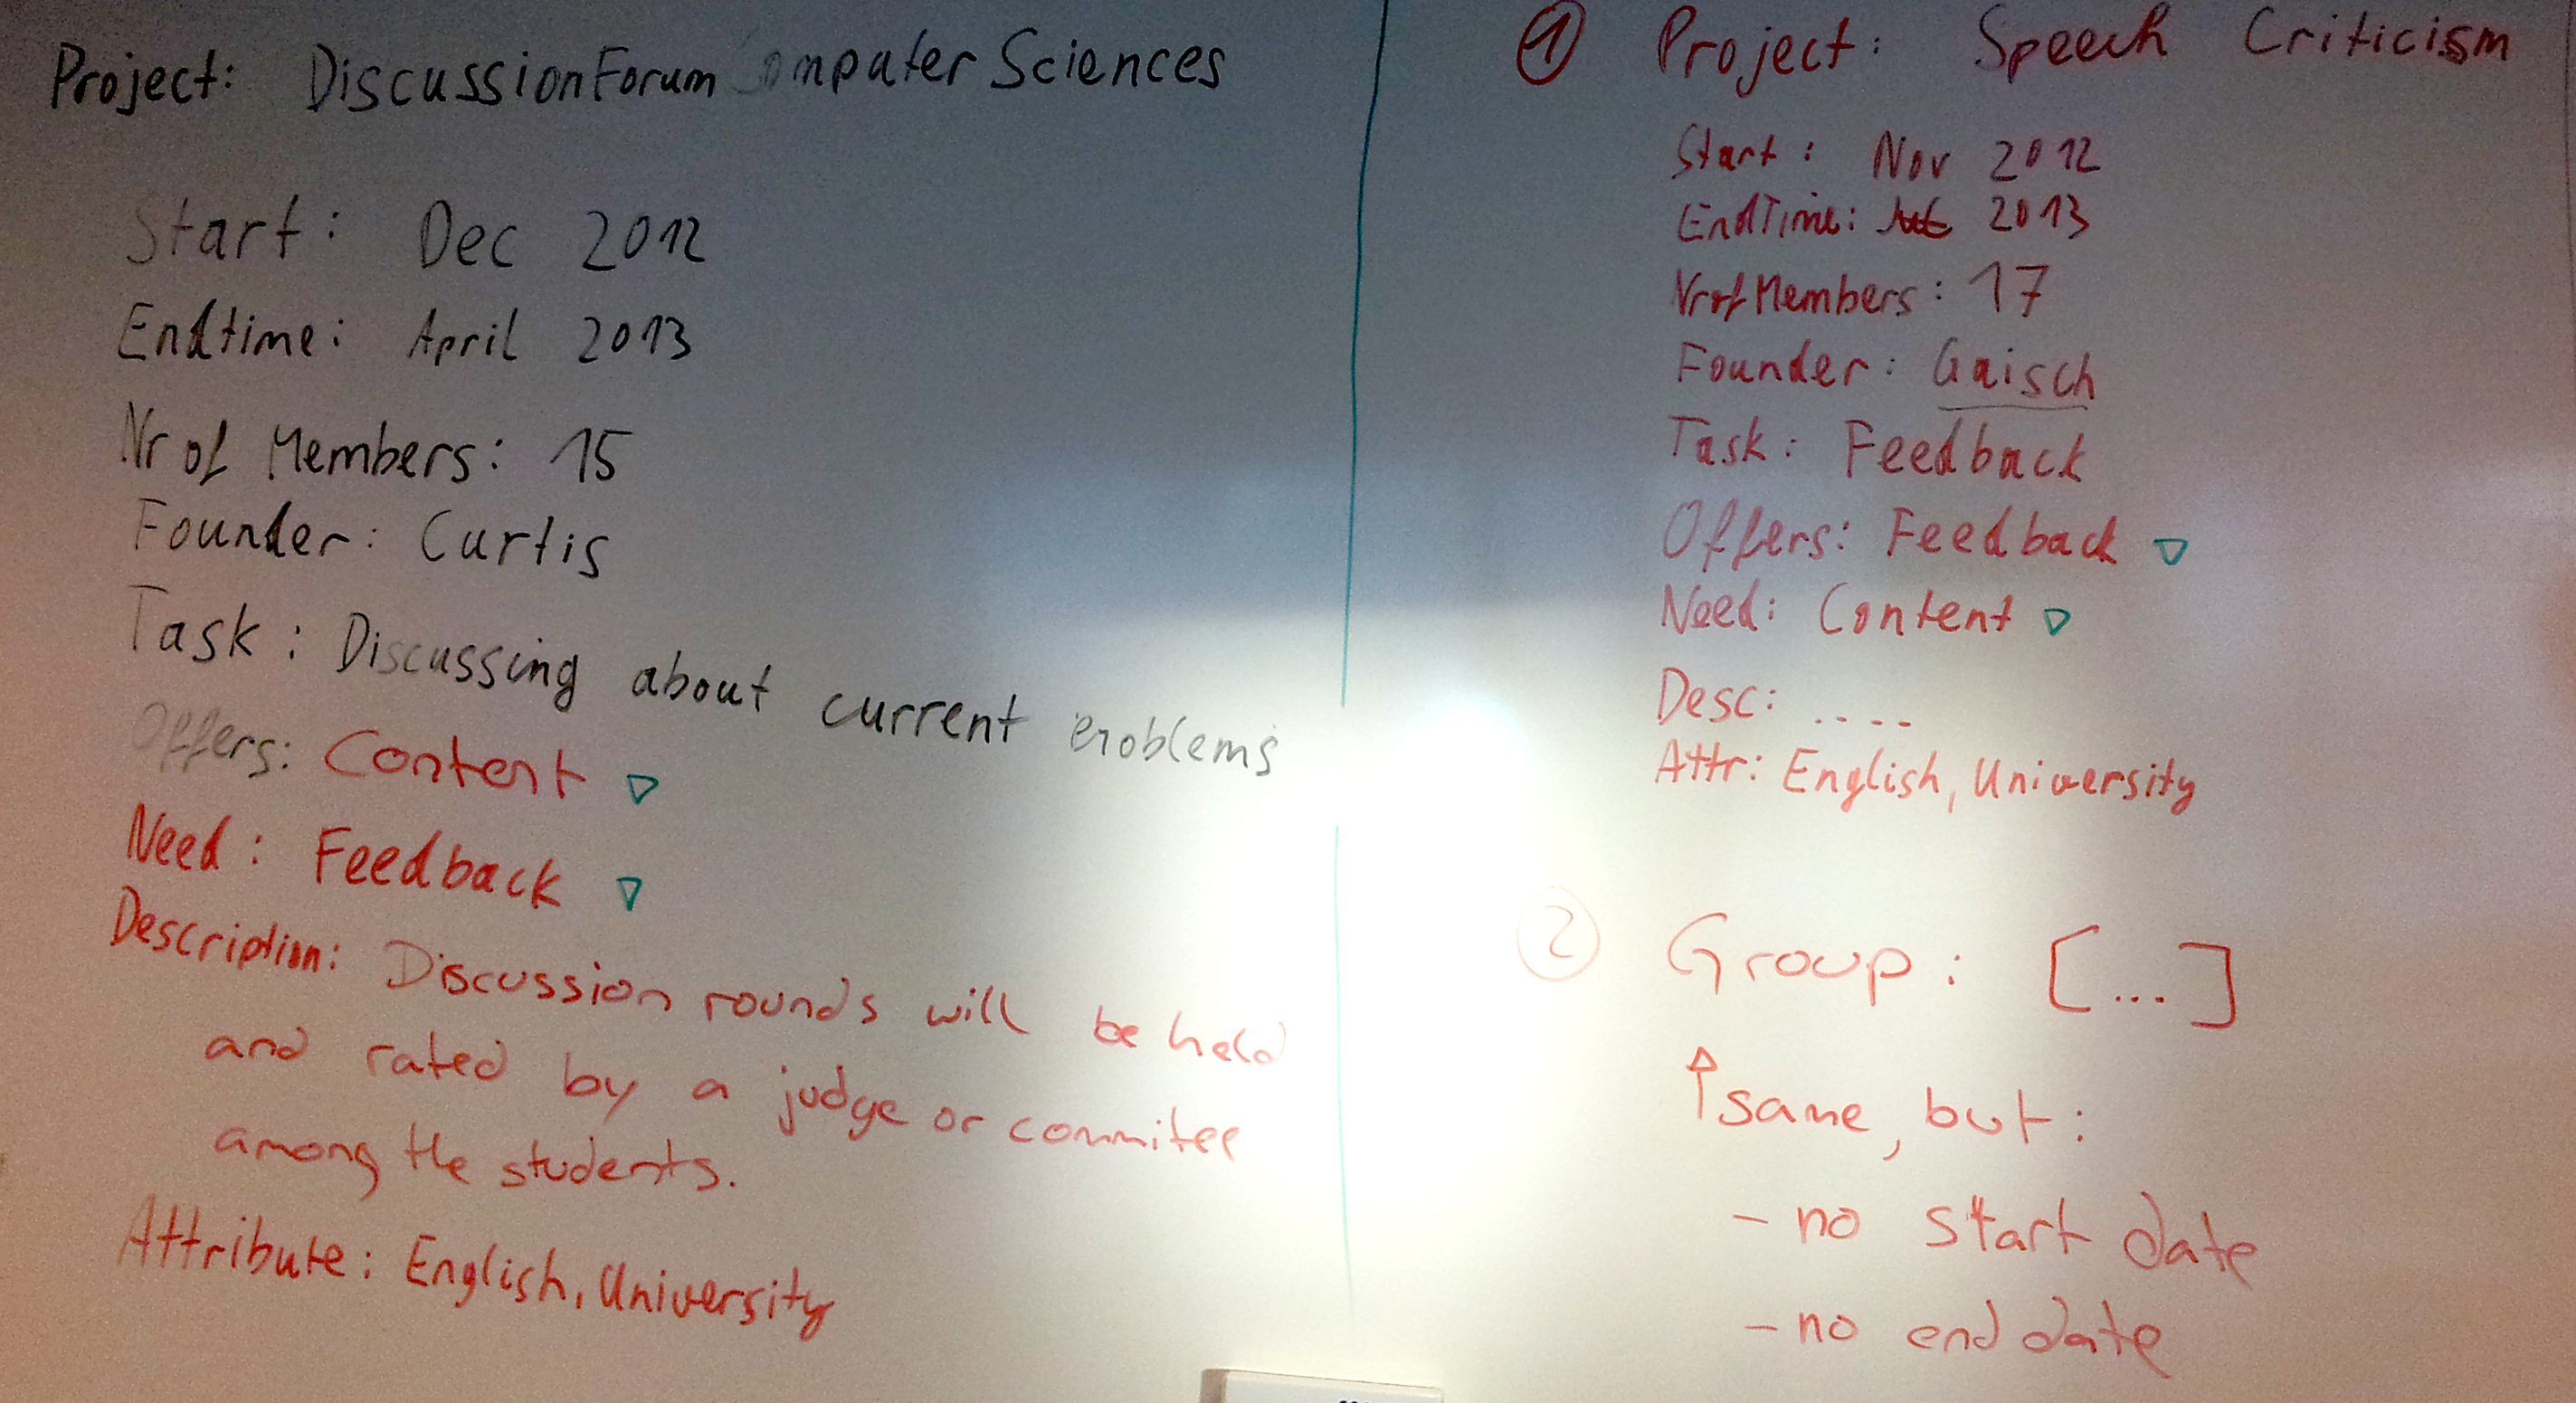 Project: DiscussionForum Computer Sciences
Start: Dec 2012
Endtime: April 2013
Nr of Members: 15
Founder: Curtis
Task: Discussing about current problems
Offers: Content
Need: Feedback
Description: Discussion rounds will be held
and rated by a judge or commitee
among the students.
Attribute: English, University
1 Project: Speech Criticism
Start: Nov 2012
EndTime: 2013
Nr of Members: 17
Founder: Gaisch
Task: Feedback
Offers: Feedback
Need: Content
Desc: ....
Attr: English, University
2 Group: [...]
same, but:
- no start date
- no end date